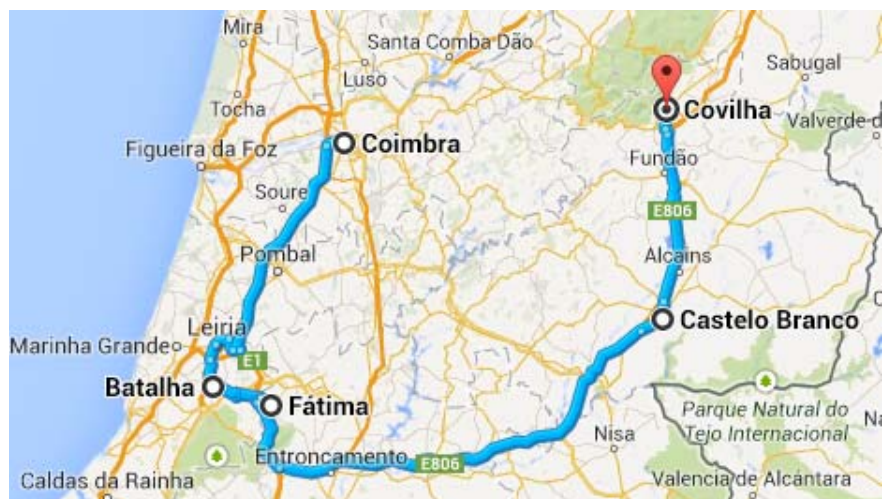 Mira
Santa Comba Dão
Luso
Sabugal
Tocha
Covilha
Valverde d
Coimbra
Figueira da Foz
Fundão
Soure
E806
Pombal
Alcains
Leiria
Castelo Branco
Marinha Grande
E1
Batalha
Fátima
Parque Natural do
Tejo Internacional
Nisa
Entroncamento
E806
Caldas da Rainha
Valencia de Alcántara